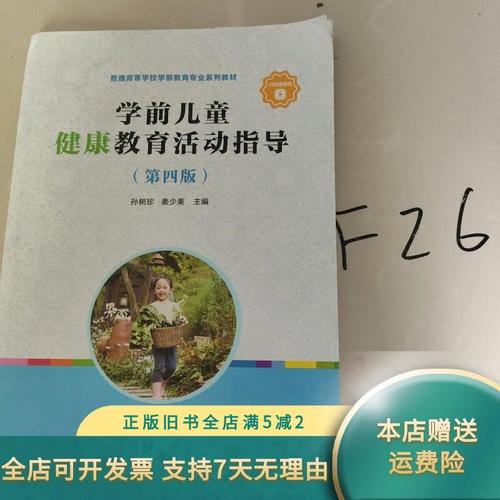 普通高等学校学前教育专业系列教材
学前儿童
健康教育活动指导
（第四版）
孙树珍 麦少美 主编
F26
正版旧书全店满5减2
全店可开发票 支持7天无理由
本店赠送
运费险